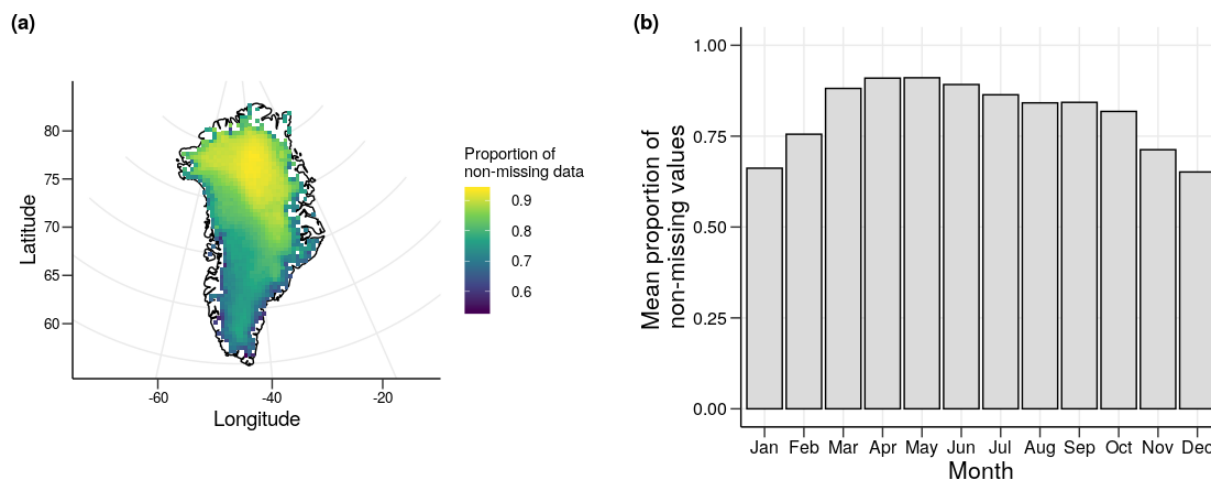 (a)
80
75
70
65
60
Latitude
-60 -40 -20
Longitude
Proportion of
non-missing data
0.9
0.8
0.7
0.6
(b)
Mean proportion of
non-missing values
1.00
0.75
0.50
0.25
0.00
Jan Feb Mar Apr May Jun Jul Aug Sep Oct Nov Dec
Month